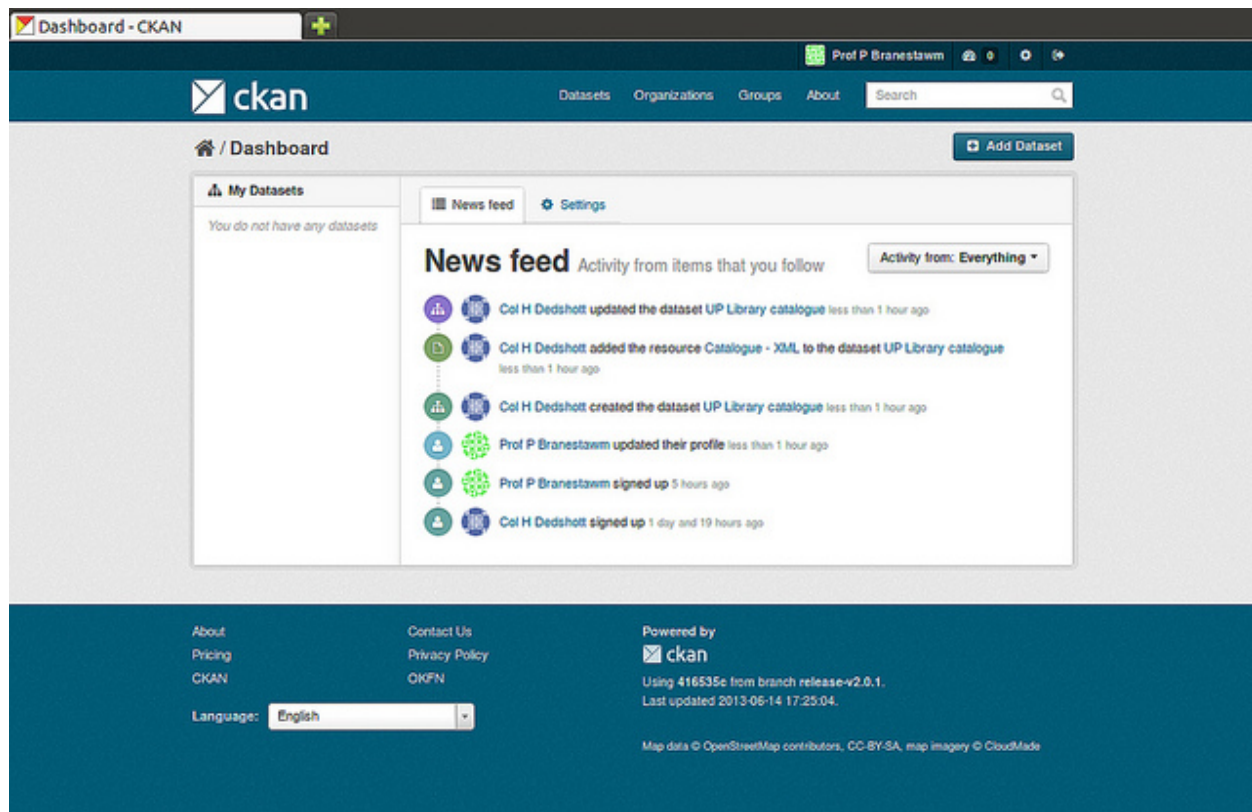 Dashboard - CKAN
Prof P Branestawm 0
ckan Datasets Organizations Groups About Search
/ Dashboard Add Dataset
My Datasets
You do not have any datasets
News feed Settings
News feed Activity from items that you follow Activity from: Everything
Col H Dedshott updated the dataset UP Library catalogue less than 1 hour ago
Col H Dedshott added the resource Catalogue - XML to the dataset UP Library catalogue
less than 1 hour ago
Col H Dedshott created the dataset UP Library catalogue less than 1 hour ago
Prof P Branestawm updated their profile less than 1 hour ago
Prof P Branestawm signed up 5 hours ago
Col H Dedshott signed up 1 day and 19 hours ago
About
Pricing
CKAN
Language: English
Contact Us
Privacy Policy
OKFN
Powered by
ckan
Using 416535c from branch release-v2.0.1.
Last updated 2013-06-14 17:25:04.
Map data © OpenStreetMap contributors, CC-BY-SA, map imagery © CloudMade